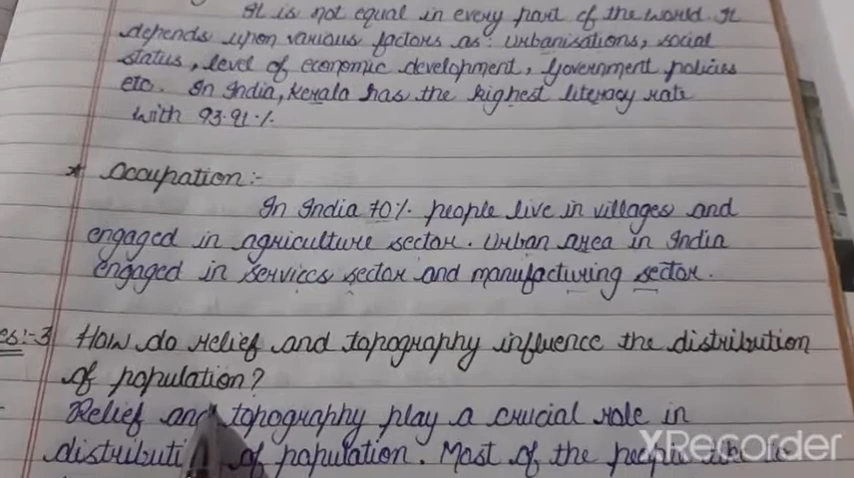 It is not equal in every part of the world. It
depends upon various factors as: Urbanisations, social
status, level of economic development, Government policies
etc. In India, Kerala has the highest literacy rate
with 93.91%.
* Occupation:-
In India 70% people live in villages and
engaged in agriculture sector. Urban area in India
engaged in services sector and manufacturing sector.
es:-3 How do relief and topography influence the distribution
of population?
Relief and topography play a crucial role in
distributi of population. Most of the people
XRecorder